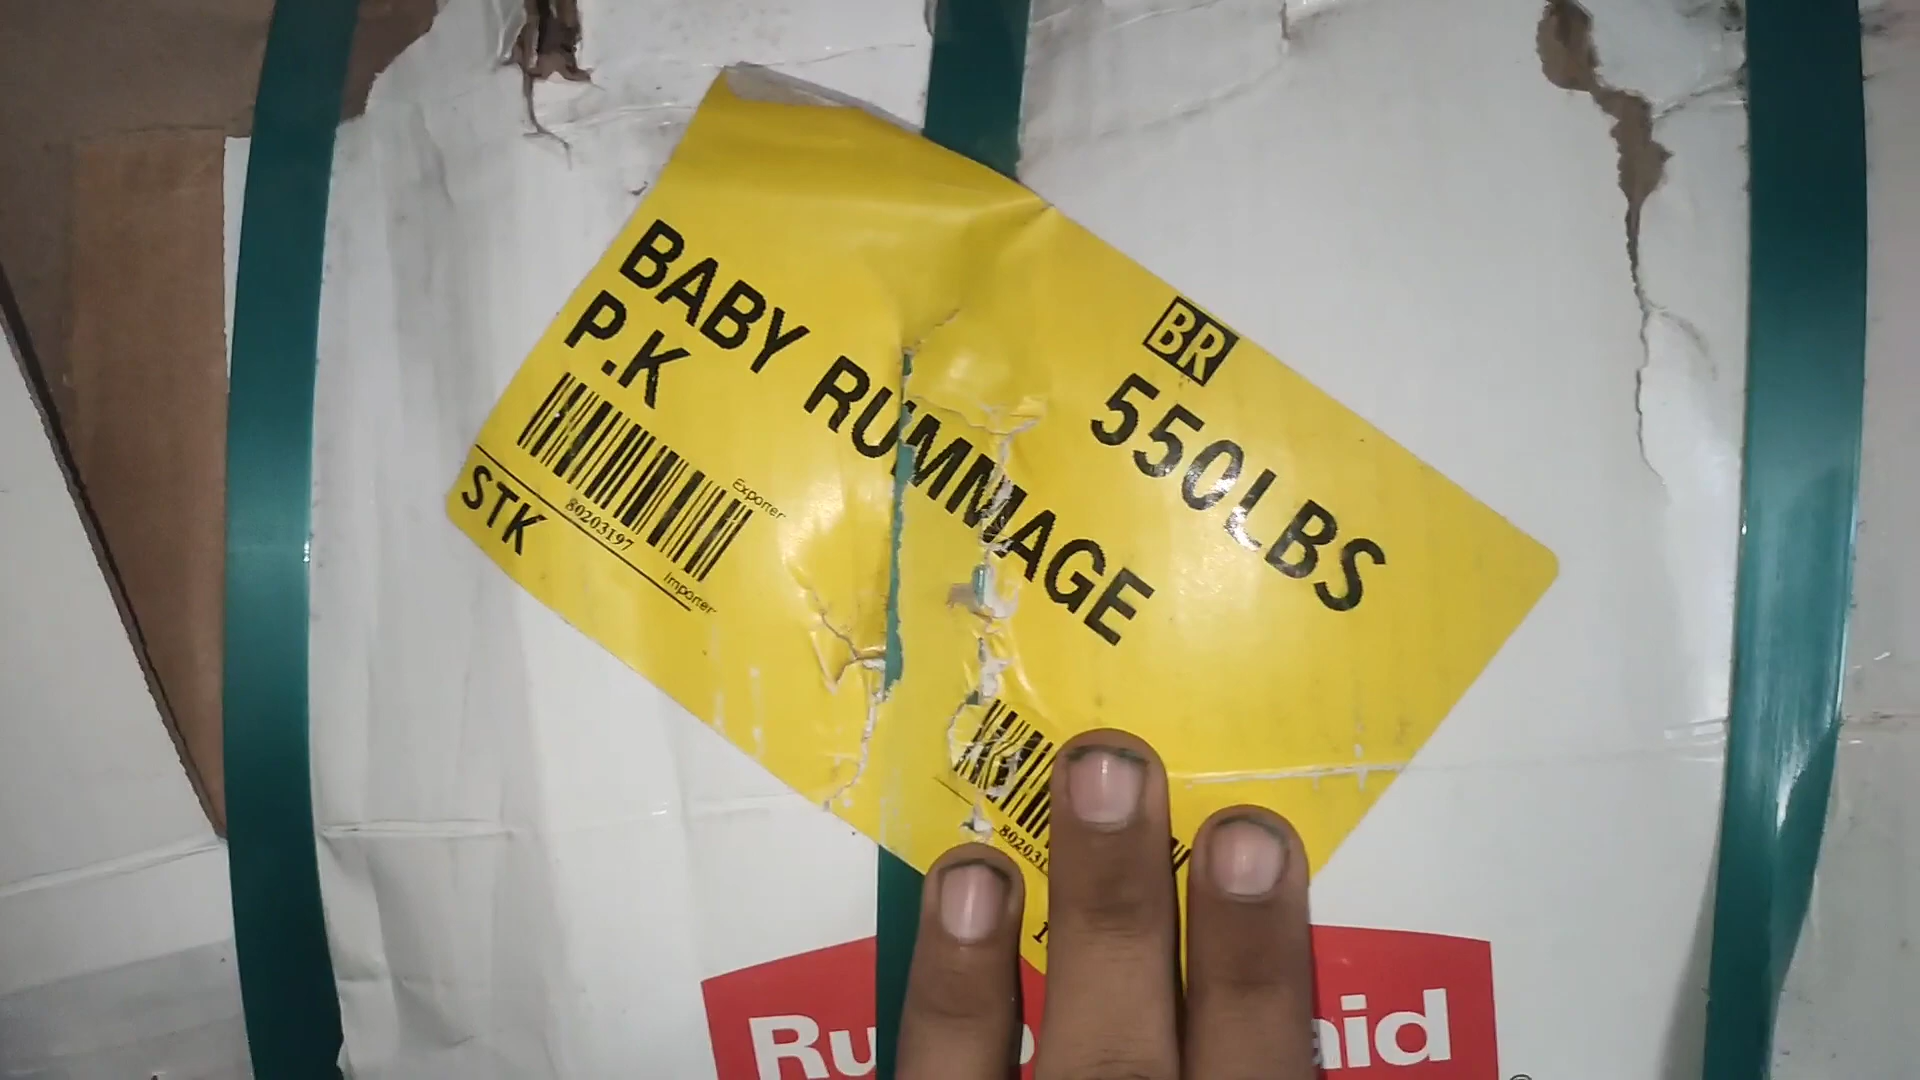 BR
550LBS
BABY RUMMAGE
P.K
Exporter
80203197
Importer
STK